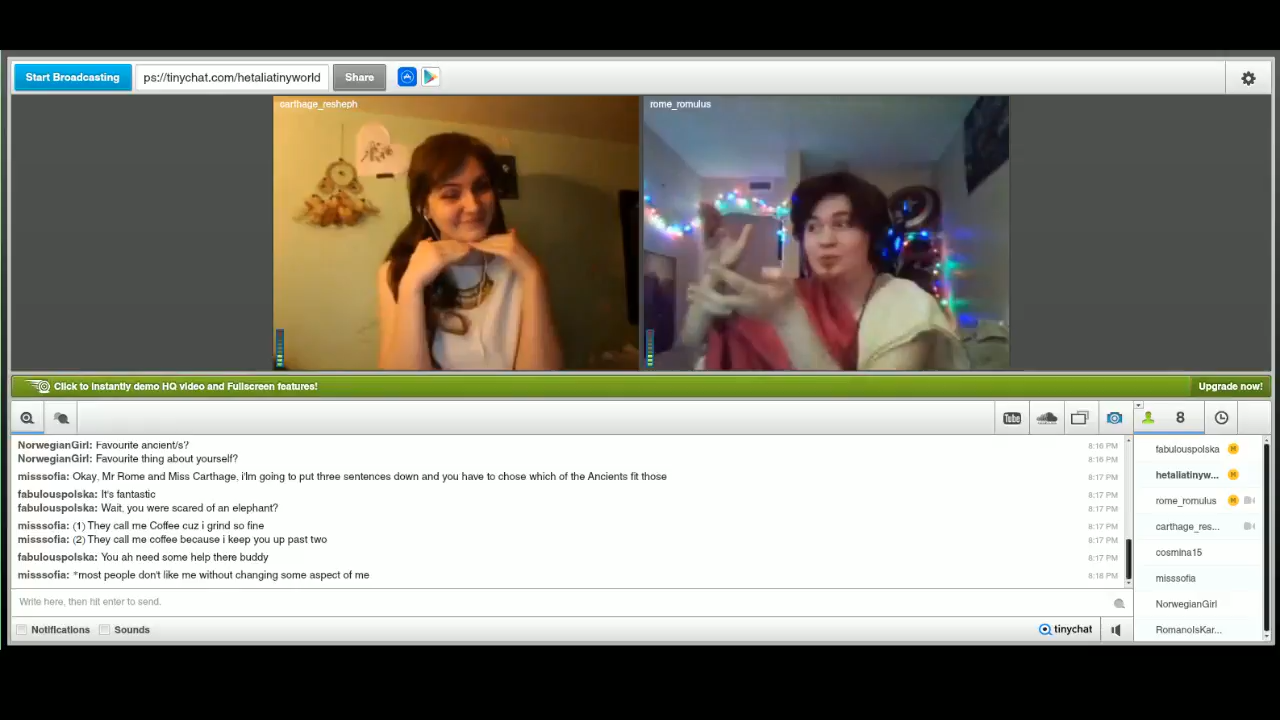 Start Broadcasting
ps://tinychat.com/hetaliatinyworld
Share
carthage_resheph
rome_romulus
Click to instantly demo HQ video and Fullscreen features!
Upgrade now!
You Tube
8
NorwegianGirl: Favourite ancient/s?
8:16 PM
NorwegianGirl: Favourite thing about yourself?
8:16 PM
misssofia: Okay, Mr Rome and Miss Carthage, i'lm going to put three sentences down and you have to chose which of the Ancients fit those
8:17 PM
fabulouspolska: It's fantastic
8:17 PM
fabulouspolska: Wait, you were scared of an elephant?
8:17 PM
misssofia: (1) They call me Coffee cuz i grind so fine
8:17 PM
misssofia: (2) They call me coffee because i keep you up past two
8:17 PM
fabulouspolska: You ah need some help there buddy
8:17 PM
misssofia: *most people don't like me without changing some aspect of me
8:18 PM
fabulouspolska M
hetaliatinyw... M
rome_romulus M
carthage_res...
cosmina15
misssofia
NorwegianGirl
RomanoIsKar...
Write here, then hit enter to send.
Notifications
Sounds
tinychat